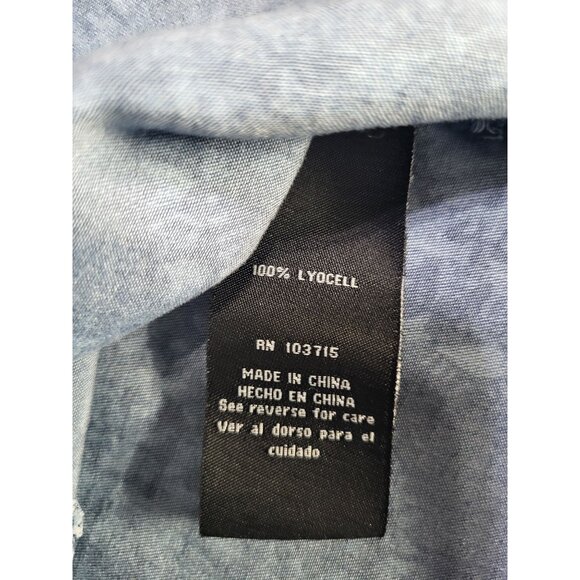 100% LYOCELL
RN 103715
MADE IN CHINA
HECHO EN CHINA
See reverse for care
Ver al dorso para el
cuidado